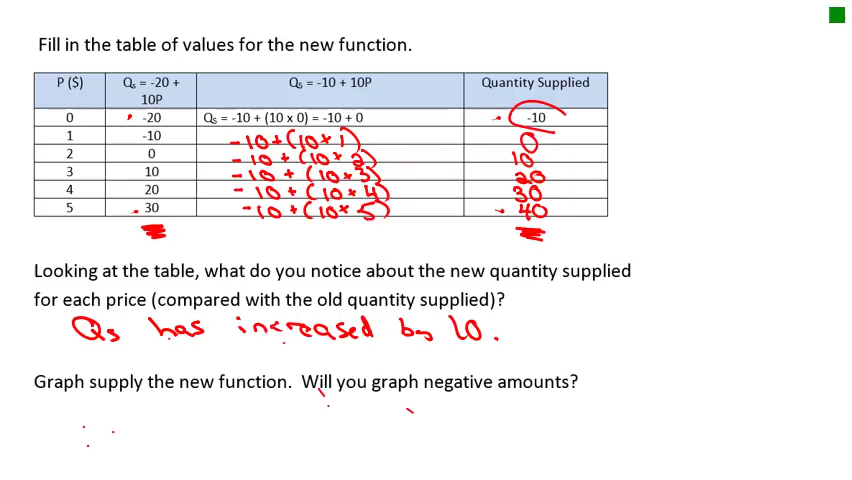 Fill in the table of values for the new function.
P ($) Qs = -20 + 10P Qs = -10 + 10P Quantity Supplied
0 -20 Qs = -10 + (10 x 0) = -10 + 0 -10
1 -10 -10+(10×1) 0
2 0 -10 + (10×2) 10
3 10 -10 + (10×3) 20
4 20 -10 + (10×4) 30
5 30 -10 + (10×5) 40
Looking at the table, what do you notice about the new quantity supplied
for each price (compared with the old quantity supplied)?
Qs has increased by 10.
Graph supply the new function. Will you graph negative amounts?